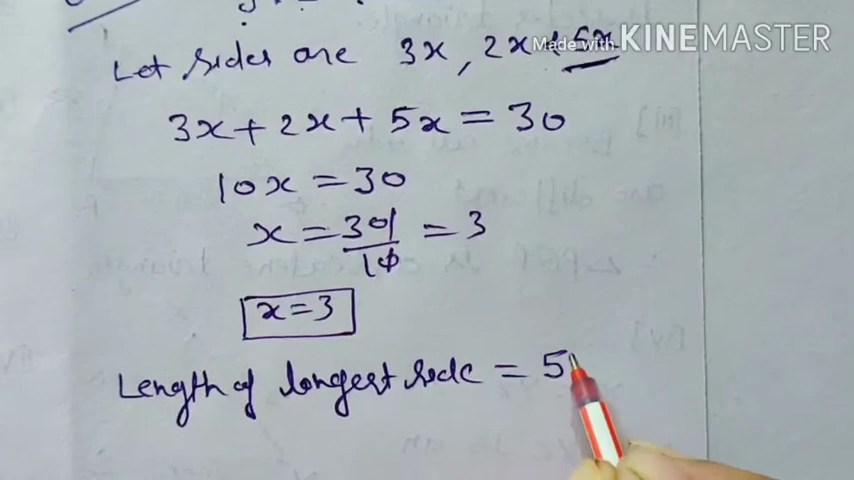 Made with KINEMASTER
Let sides are 3x, 2x & 5x
3x + 2x + 5x = 30
10x = 30
x = 30/10 = 3
x = 3
Length of longest side = 5